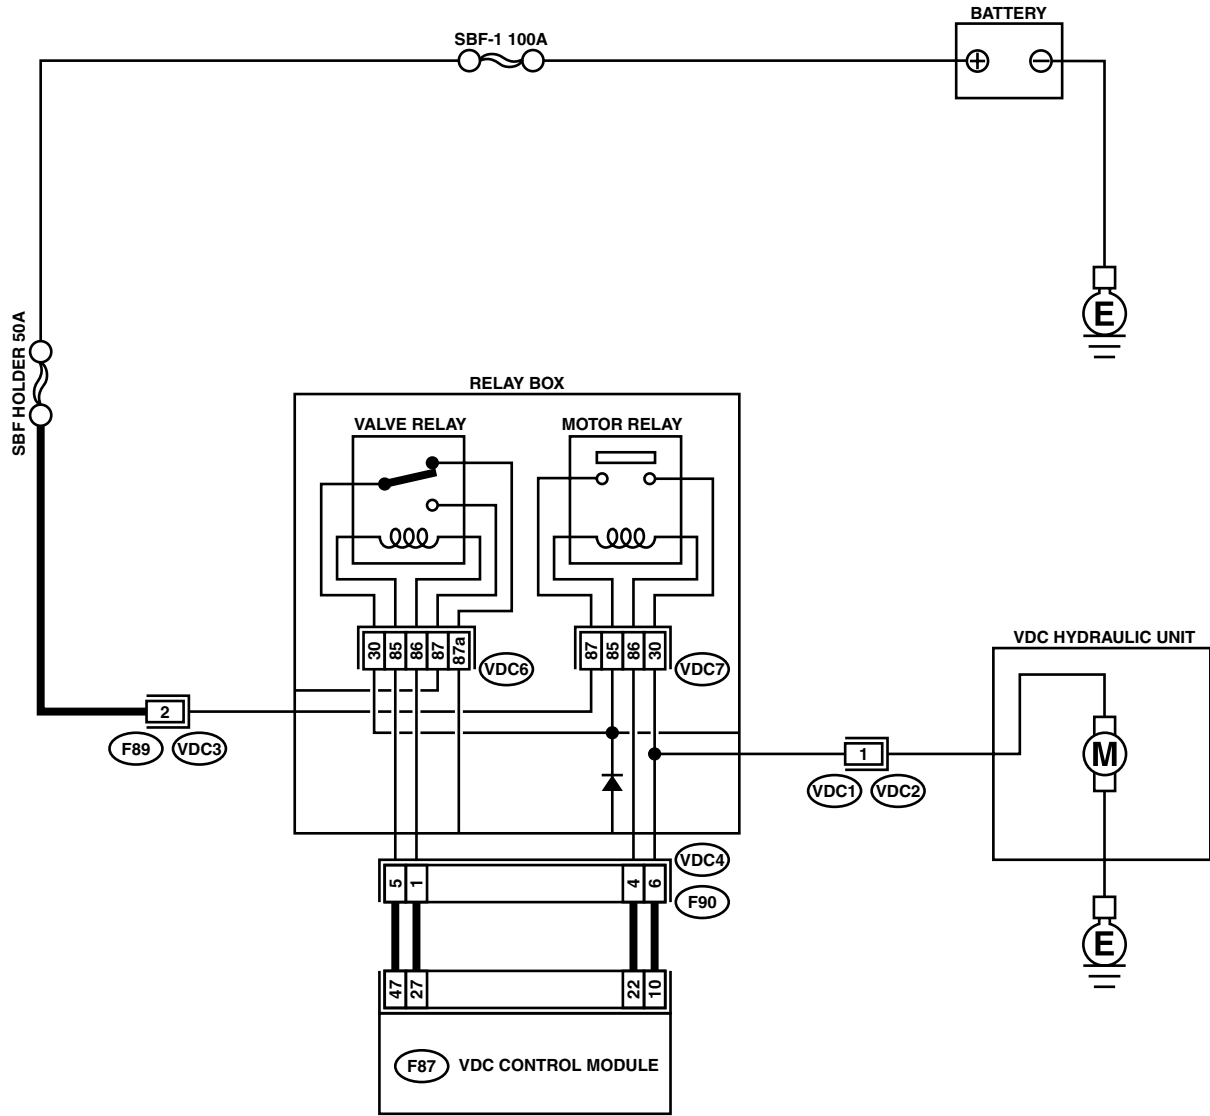 BATTERY
SBF-1 100A
+
−
E
SBF HOLDER 50A
RELAY BOX
VALVE RELAY
MOTOR RELAY
30 85 86 87 87a
VDC6
87 85 86 30
VDC7
VDC HYDRAULIC UNIT
2
F89 VDC3
1
VDC1 VDC2
M
VDC4
5 1 4 6
F90
E
47 27 22 10
F87 VDC CONTROL MODULE